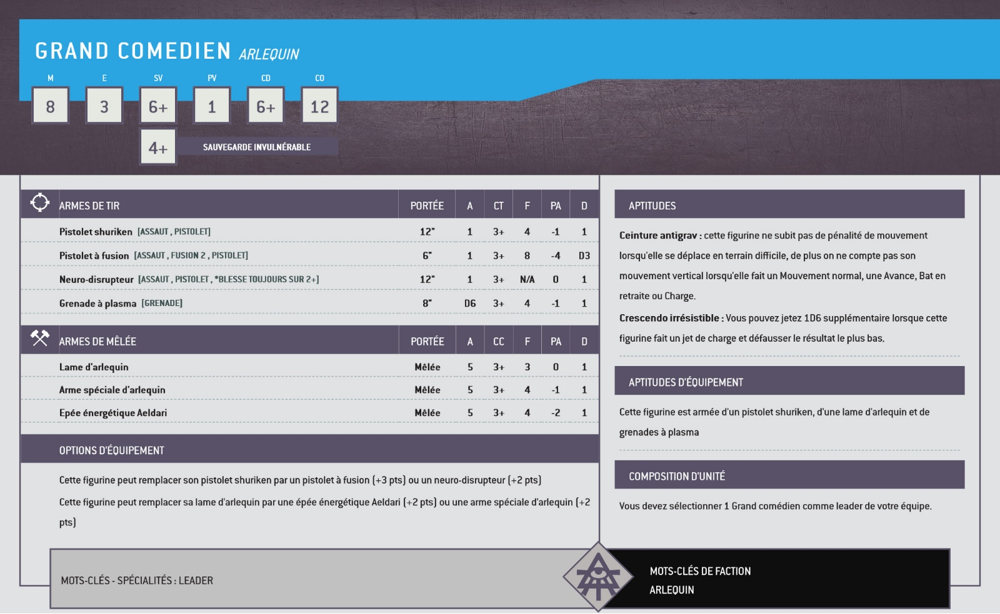 GRAND COMEDIEN ARLEQUIN
M E SV PV CD CO
8 3 6+ 1 6+ 12
4+ SAUVEGARDE INVULNÉRABLE
ARMES DE TIR PORTÉE A CT F PA D
Pistolet shuriken [ASSAUT , PISTOLET] 12" 1 3+ 4 -1 1
Pistolet à fusion [ASSAUT , FUSION 2 , PISTOLET] 6" 1 3+ 8 -4 D3
Neuro-disrupteur [ASSAUT , PISTOLET , *BLESSE TOUJOURS SUR 2+] 12" 1 3+ N/A 0 1
Grenade à plasma [GRENADE] 8" D6 3+ 4 -1 1
ARMES DE MÊLÉE PORTÉE A CC F PA D
Lame d'arlequin Mêlée 5 3+ 3 0 1
Arme spéciale d'arlequin Mêlée 5 3+ 4 -1 1
Epée énergétique Aeldari Mêlée 5 3+ 4 -2 1
OPTIONS D'ÉQUIPEMENT
Cette figurine peut remplacer son pistolet shuriken par un pistolet à fusion (+3 pts) ou un neuro-disrupteur (+2 pts)
Cette figurine peut remplacer sa lame d'arlequin par une épée énergétique Aeldari (+2 pts) ou une arme spéciale d'arlequin (+2
pts)
APTITUDES
Ceinture antigrav : cette figurine ne subit pas de pénalité de mouvement
lorsqu'elle se déplace en terrain difficile, de plus on ne compte pas son
mouvement vertical lorsqu'elle fait un Mouvement normal, une Avance, Bat en
retraite ou Charge.
Crescendo irrésistible : Vous pouvez jetez 1D6 supplémentaire lorsque cette
figurine fait un jet de charge et défausser le résultat le plus bas.
APTITUDES D'ÉQUIPEMENT
Cette figurine est armée d'un pistolet shuriken, d'une lame d'arlequin et de
grenades à plasma
COMPOSITION D'UNITÉ
Vous devez sélectionner 1 Grand comédien comme leader de votre équipe.
MOTS-CLÉS - SPÉCIALITÉS : LEADER
MOTS-CLÉS DE FACTION
ARLEQUIN